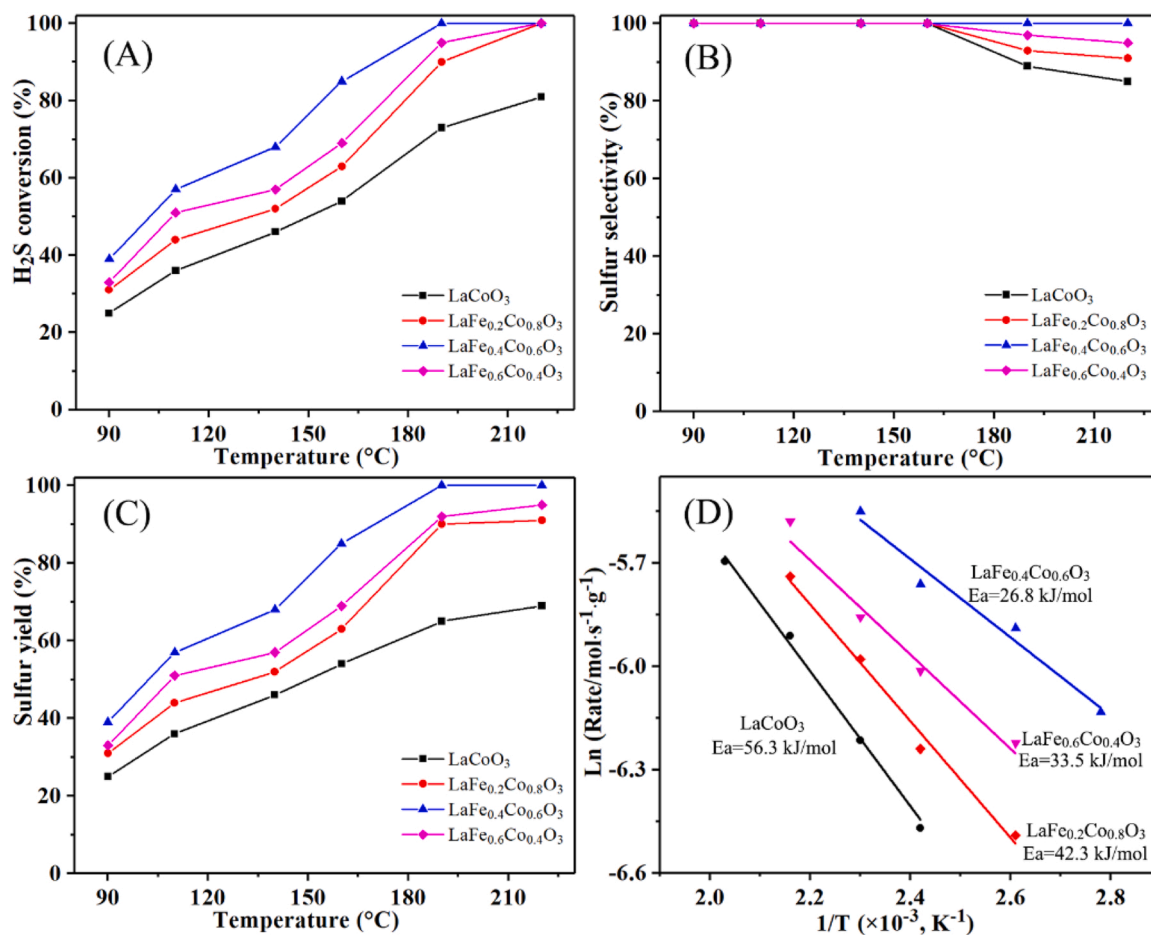 (A)
H₂S conversion (%)
100
80
60
40
20
0
90 120 150 180 210
Temperature (°C)
LaCoO₃
LaFe₀.₂Co₀.₈O₃
LaFe₀.₄Co₀.₆O₃
LaFe₀.₆Co₀.₄O₃
(B)
Sulfur selectivity (%)
100
80
60
40
20
0
90 120 150 180 210
Temperature (°C)
LaCoO₃
LaFe₀.₂Co₀.₈O₃
LaFe₀.₄Co₀.₆O₃
LaFe₀.₆Co₀.₄O₃
(C)
Sulfur yield (%)
100
80
60
40
20
0
90 120 150 180 210
Temperature (°C)
LaCoO₃
LaFe₀.₂Co₀.₈O₃
LaFe₀.₄Co₀.₆O₃
LaFe₀.₆Co₀.₄O₃
(D)
Ln (Rate/mol·s⁻¹·g⁻¹)
-5.7
-6.0
-6.3
-6.6
2.0 2.2 2.4 2.6 2.8
1/T (×10⁻³, K⁻¹)
LaFe₀.₄Co₀.₆O₃
Ea=26.8 kJ/mol
LaCoO₃
Ea=56.3 kJ/mol
LaFe₀.₆Co₀.₄O₃
Ea=33.5 kJ/mol
LaFe₀.₂Co₀.₈O₃
Ea=42.3 kJ/mol